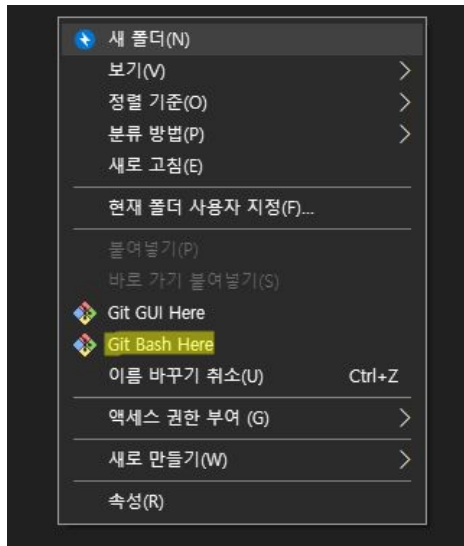 새 폴더(N)
보기(V)
정렬 기준(O)
분류 방법(P)
새로 고침(E)
현재 폴더 사용자 지정(F)...
붙여넣기(P)
바로 가기 붙여넣기(S)
Git GUI Here
Git Bash Here
이름 바꾸기 취소(U) Ctrl+Z
액세스 권한 부여 (G)
새로 만들기(W)
속성(R)